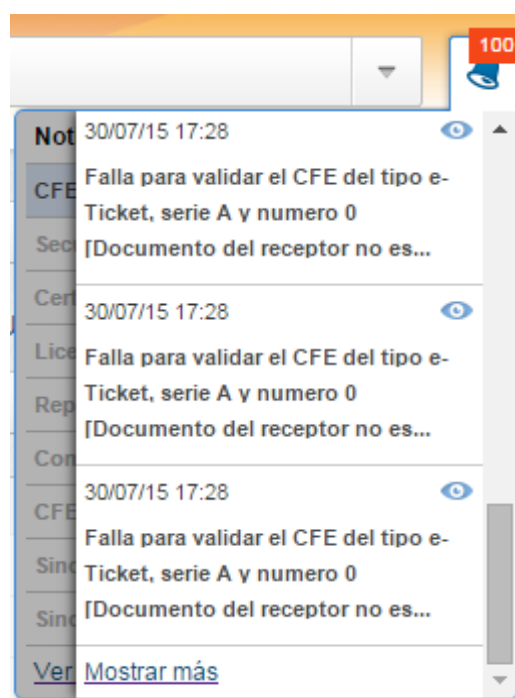 100
Not
30/07/15 17:28
CFE
Falla para validar el CFE del tipo e-
Ticket, serie A y numero 0
[Documento del receptor no es...
Sec
Cert
30/07/15 17:28
Lice
Falla para validar el CFE del tipo e-
Ticket, serie A y numero 0
Rep
[Documento del receptor no es...
Con
30/07/15 17:28
CFE
Falla para validar el CFE del tipo e-
Sinc
Ticket, serie A y numero 0
Sinc
[Documento del receptor no es...
Ver
Mostrar más